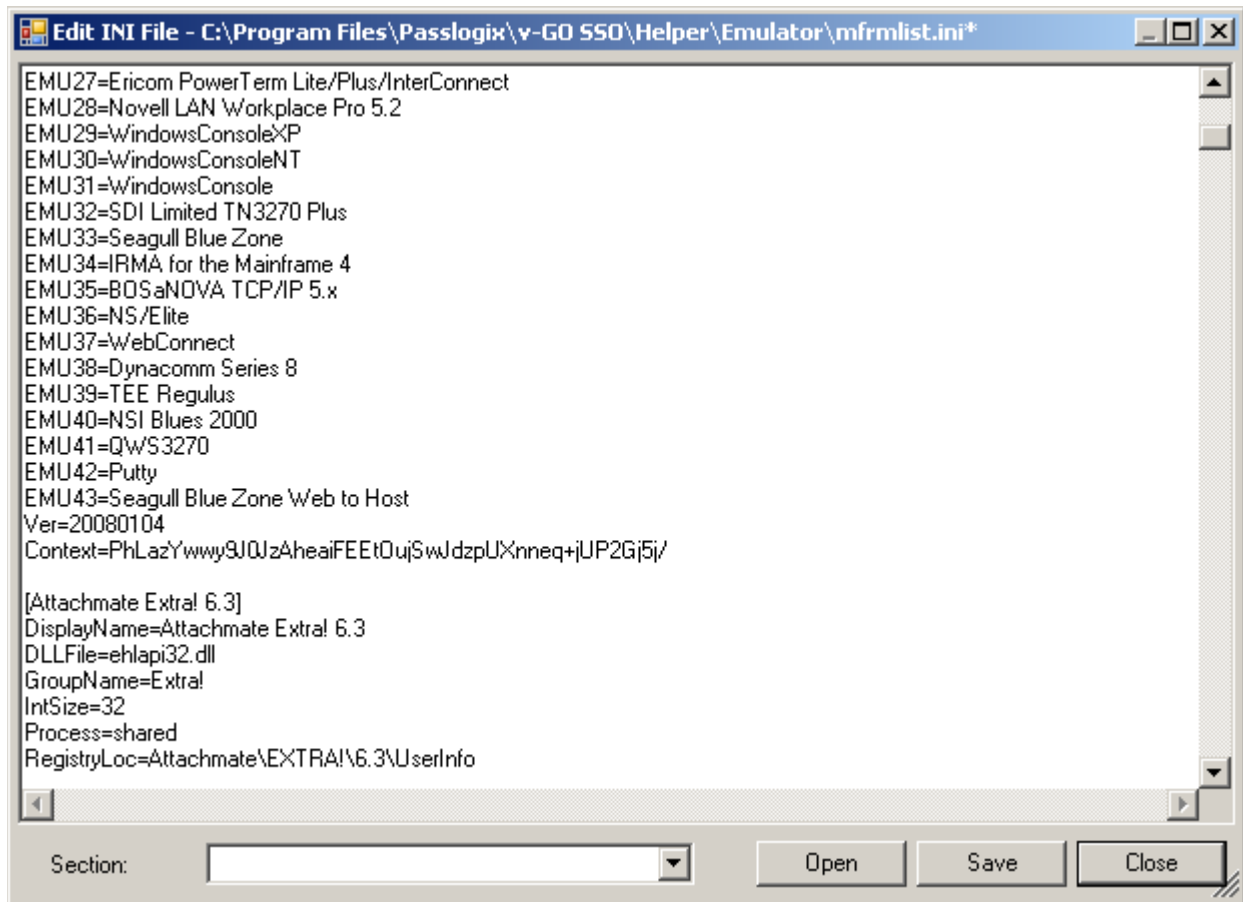 Edit INI File - C:\Program Files\Passlogix\v-GO SSO\Helper\Emulator\mfrmlist.ini*
EMU27=Ericom PowerTerm Lite/Plus/InterConnect
EMU28=Novell LAN Workplace Pro 5.2
EMU29=WindowsConsoleXP
EMU30=WindowsConsoleNT
EMU31=WindowsConsole
EMU32=SDI Limited TN3270 Plus
EMU33=Seagull Blue Zone
EMU34=IRMA for the Mainframe 4
EMU35=BOSaNOVA TCP/IP 5.x
EMU36=NS/Elite
EMU37=WebConnect
EMU38=Dynacomm Series 8
EMU39=TEE Regulus
EMU40=NSI Blues 2000
EMU41=QWS3270
EMU42=Putty
EMU43=Seagull Blue Zone Web to Host
Ver=20080104
Context=PhLazYwwy9J0JzAheaiFEEtOujSwJdzpUXnneq+jUP2Gj5j/
[Attachmate Extra! 6.3]
DisplayName=Attachmate Extra! 6.3
DLLFile=ehlapi32.dll
GroupName=Extra!
IntSize=32
Process=shared
RegistryLoc=Attachmate\EXTRA!\6.3\UserInfo
Section:
Open
Save
Close